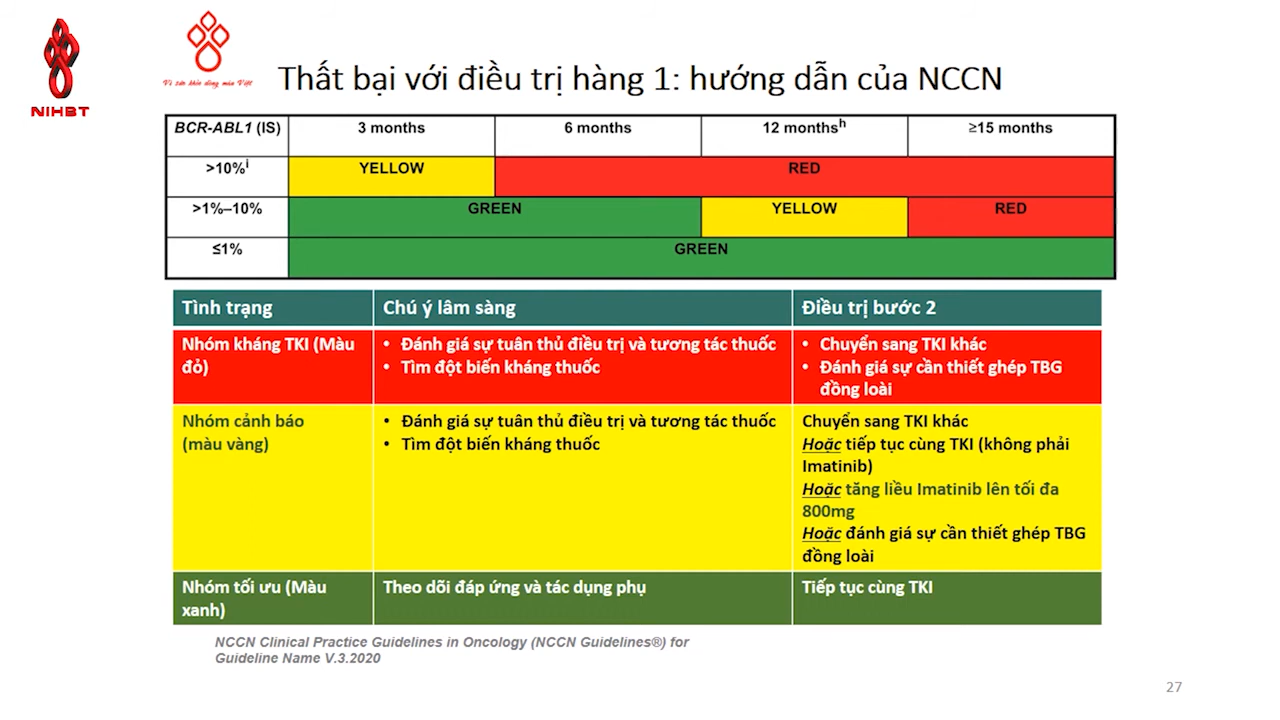 NIHBT
Vì sức khỏe dòng máu Việt
Thất bại với điều trị hàng 1: hướng dẫn của NCCN
BCR-ABL1 (IS) 3 months 6 months 12 monthsʰ ≥15 months
>10%ⁱ YELLOW RED
>1%–10% GREEN YELLOW RED
≤1% GREEN
Tình trạng Chú ý lâm sàng Điều trị bước 2
Nhóm kháng TKI (Màu
đỏ)
• Đánh giá sự tuân thủ điều trị và tương tác thuốc
• Tìm đột biến kháng thuốc
• Chuyển sang TKI khác
• Đánh giá sự cần thiết ghép TBG
đồng loài
Nhóm cảnh báo
(màu vàng)
• Đánh giá sự tuân thủ điều trị và tương tác thuốc
• Tìm đột biến kháng thuốc
Chuyển sang TKI khác
Hoặc tiếp tục cùng TKI (không phải
Imatinib)
Hoặc tăng liều Imatinib lên tối đa
800mg
Hoặc đánh giá sự cần thiết ghép TBG
đồng loài
Nhóm tối ưu (Màu
xanh)
Theo dõi đáp ứng và tác dụng phụ
Tiếp tục cùng TKI
NCCN Clinical Practice Guidelines in Oncology (NCCN Guidelines®) for
Guideline Name V.3.2020
27